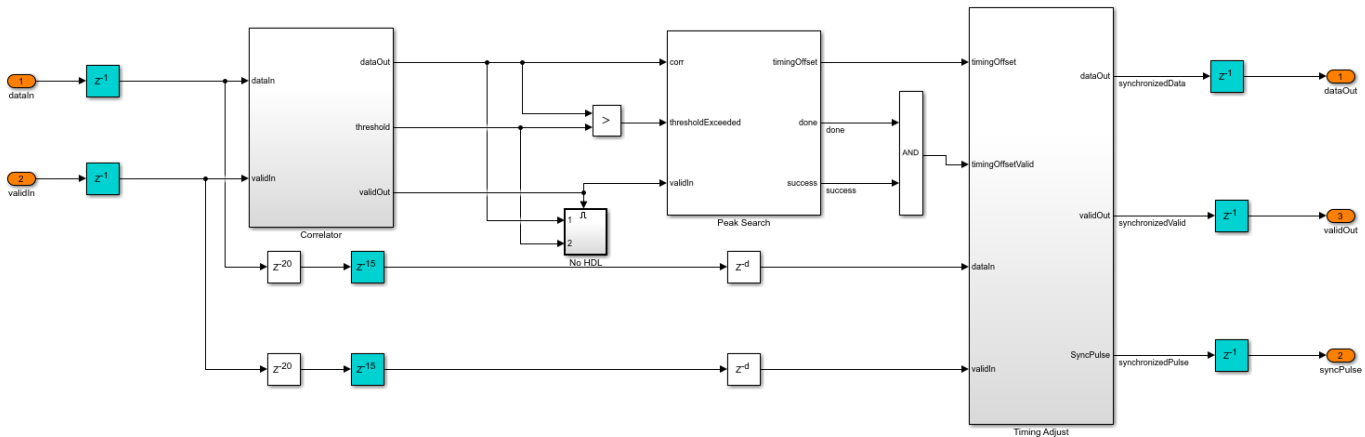 1
dataIn
z-1
2
validIn
z-1
dataIn
validIn
dataOut
threshold
validOut
Correlator
>
1
2
No HDL
corr
thresholdExceeded
validIn
timingOffset
done
success
Peak Search
done
success
AND
z-20
z-15
z-d
z-20
z-15
z-d
timingOffset
timingOffsetValid
dataIn
validIn
dataOut
validOut
SyncPulse
Timing Adjust
synchronizedData
z-1
1
dataOut
synchronizedValid
z-1
3
validOut
synchronizedPulse
z-1
2
syncPulse